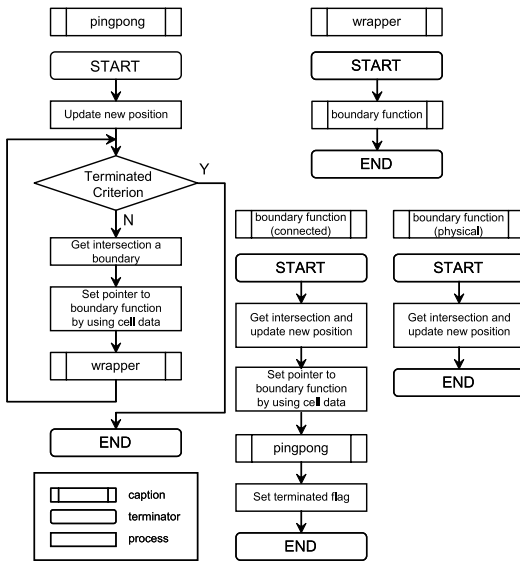 pingpong
START
Update new position
Terminated
Criterion
Y
N
Get intersection a
boundary
Set pointer to
boundary function
by using cell data
wrapper
END
caption
terminator
process
wrapper
START
boundary function
END
boundary function
(connected)
START
Get intersection and
update new position
Set pointer to
boundary function
by using cell data
pingpong
Set terminated flag
END
boundary function
(physical)
START
Get intersection and
update new position
END